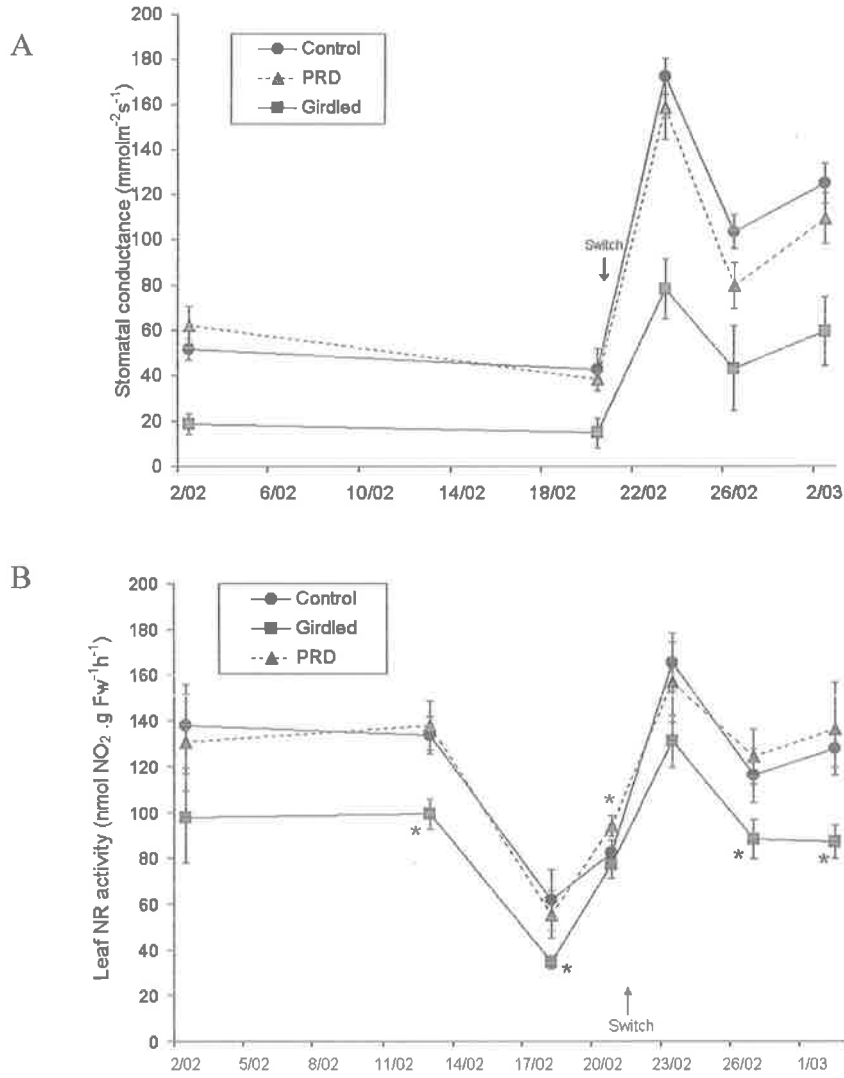 A
Stomatal conductance (mmolm⁻²s⁻¹)
200
180
160
140
120
100
80
60
40
20
0
Control
PRD
Girdled
Switch
2/02 6/02 10/02 14/02 18/02 22/02 26/02 2/03
B
Leaf NR activity (nmol NO₂ .g Fw⁻¹h⁻¹)
200
180
160
140
120
100
80
60
40
20
0
Control
Girdled
PRD
*
*
*
*
*
Switch
2/02 5/02 8/02 11/02 14/02 17/02 20/02 23/02 26/02 1/03